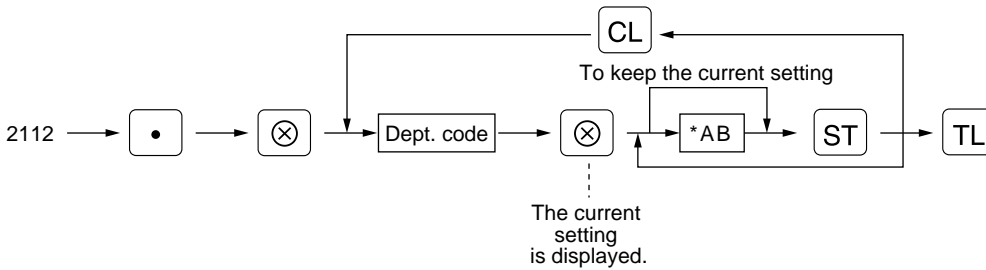 CL
To keep the current setting
2112 • ⊗ Dept. code ⊗ *AB ST TL
The current
setting
is displayed.